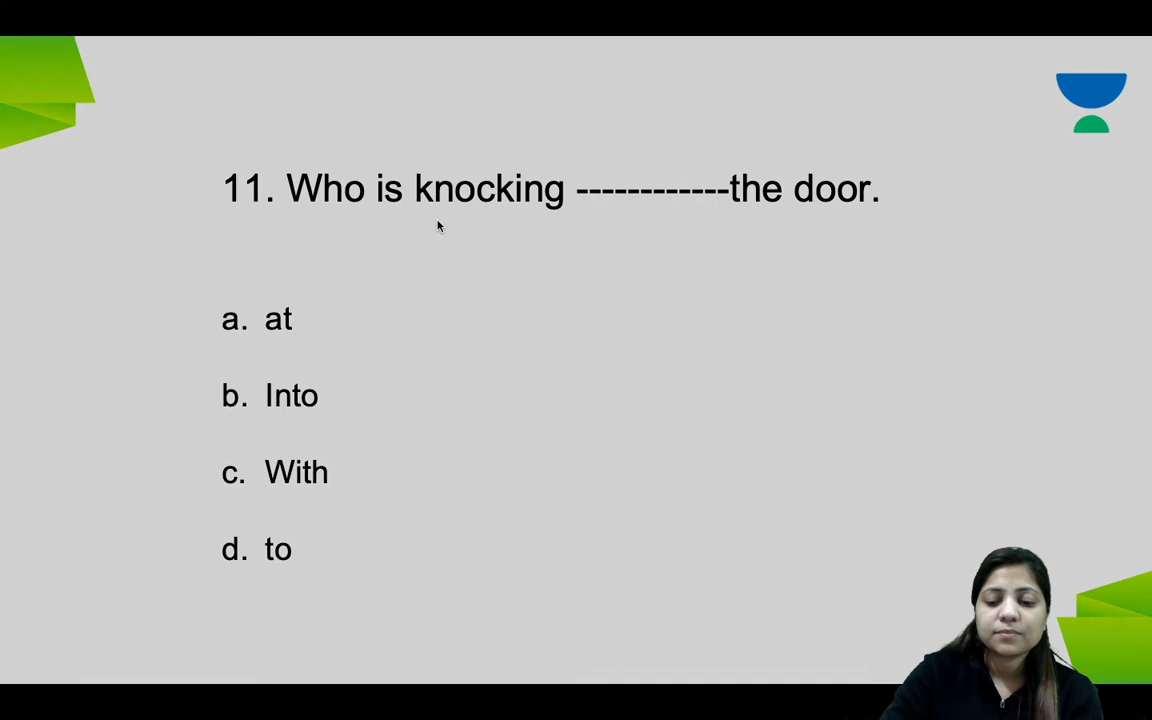 11. Who is knocking ------------the door.
a. at
b. Into
c. With
d. to